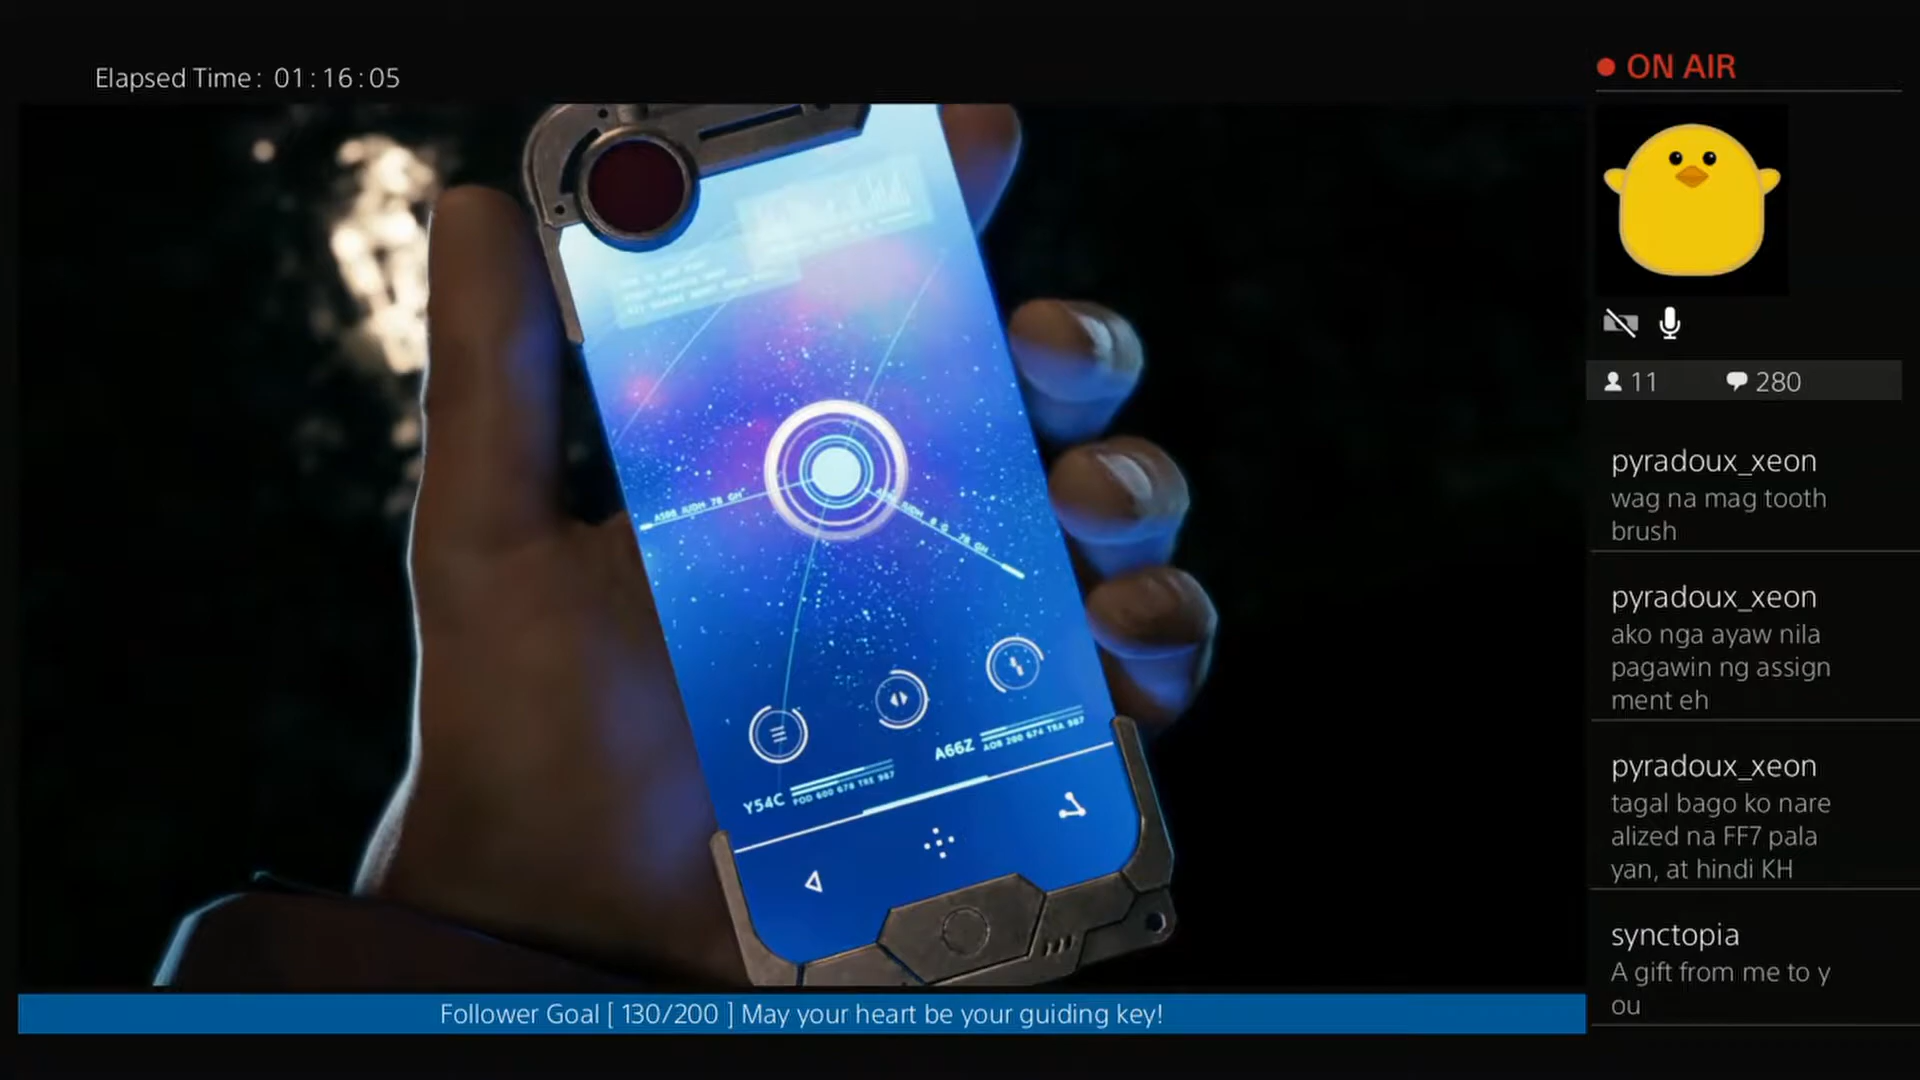 Elapsed Time: 01:16:05
ON AIR
11 280
pyradoux_xeon
wag na mag tooth
brush
pyradoux_xeon
ako nga ayaw nila
pagawin ng assign
ment eh
pyradoux_xeon
tagal bago ko nare
alized na FF7 pala
yan, at hindi KH
synctopia
A gift from me to y
ou
A66Z
Y54C
Follower Goal [ 130/200 ] May your heart be your guiding key!